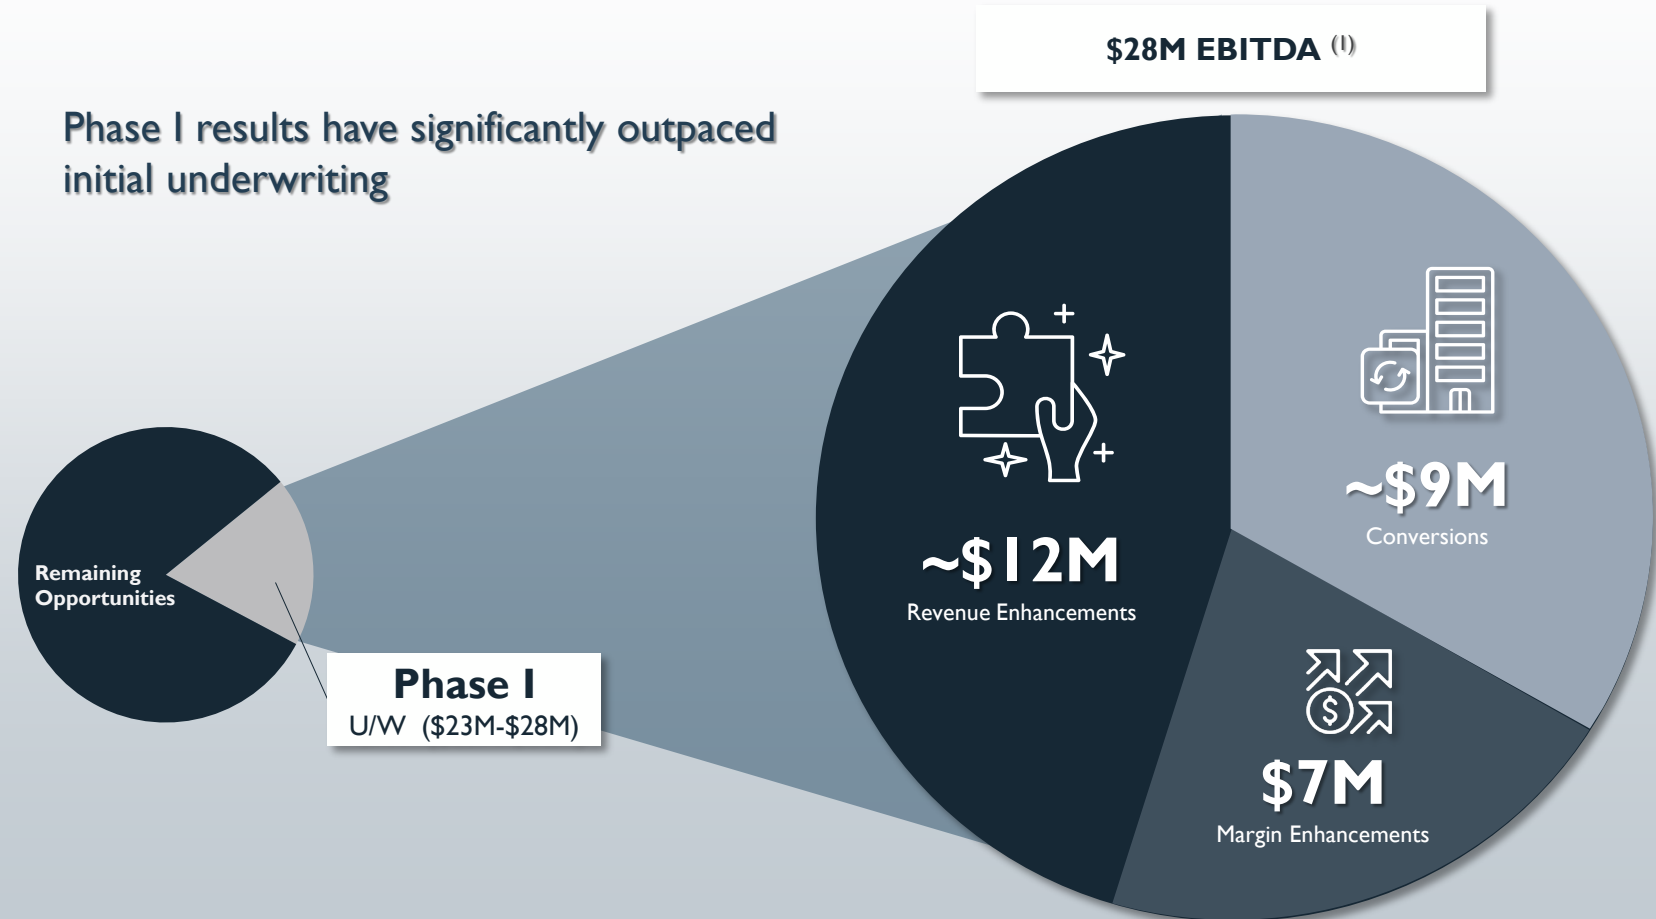 $28M EBITDA (1)
Phase I results have significantly outpaced
initial underwriting
~$9M
Conversions
~$12M
Revenue Enhancements
Remaining
Opportunities
Phase I
U/W ($23M-$28M)
$
$7M
Margin Enhancements